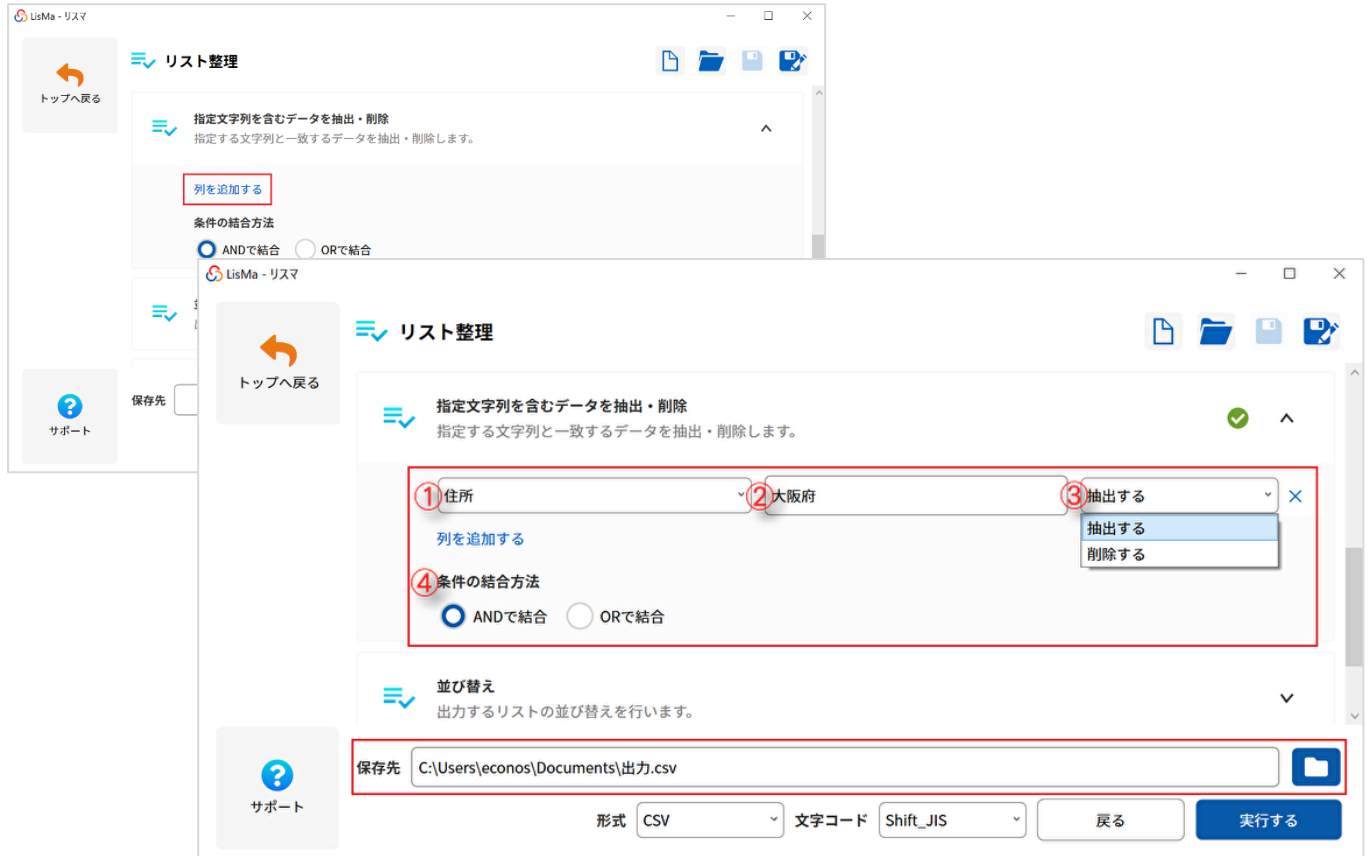 LisMa - リスマ
トップへ戻る
リスト整理
指定文字列を含むデータを抽出・削除
指定する文字列と一致するデータを抽出・削除します。
列を追加する
条件の結合方法
ANDで結合 ORで結合
保存先
サポート
LisMa - リスマ
トップへ戻る
リスト整理
指定文字列を含むデータを抽出・削除
指定する文字列と一致するデータを抽出・削除します。
①住所 ②大阪府 ③抽出する
抽出する
削除する
列を追加する
④条件の結合方法
ANDで結合 ORで結合
並び替え
出力するリストの並び替えを行います。
サポート
保存先 C:\Users\econos\Documents\出力.csv
形式 CSV 文字コード Shift_JIS 戻る 実行する